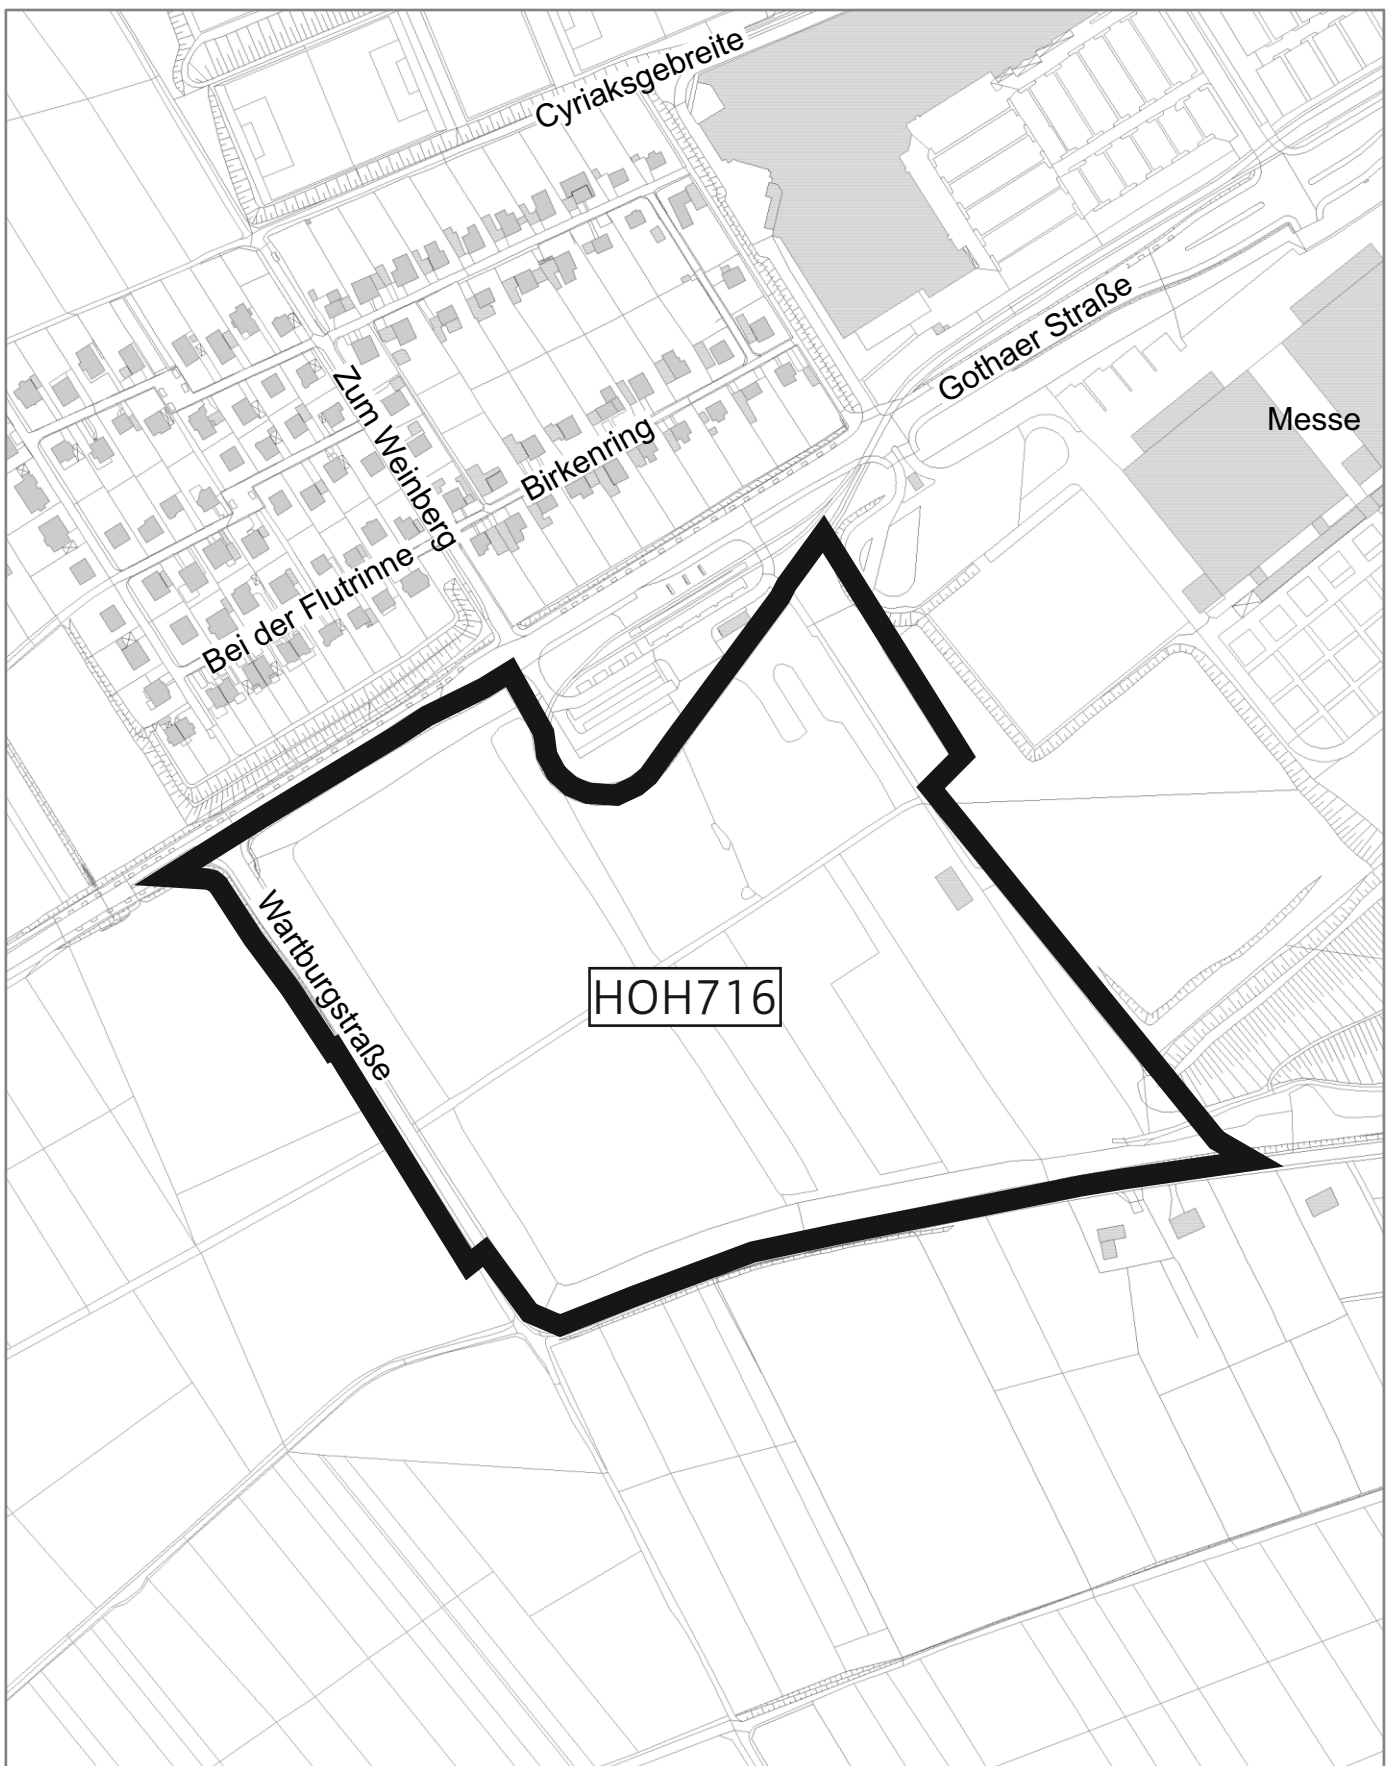 Cyriaksgebreite
Gothaer Straße
Messe
Zum Weinberg
Birkenring
Bei der Flutrinne
Wartburgstraße
HOH716